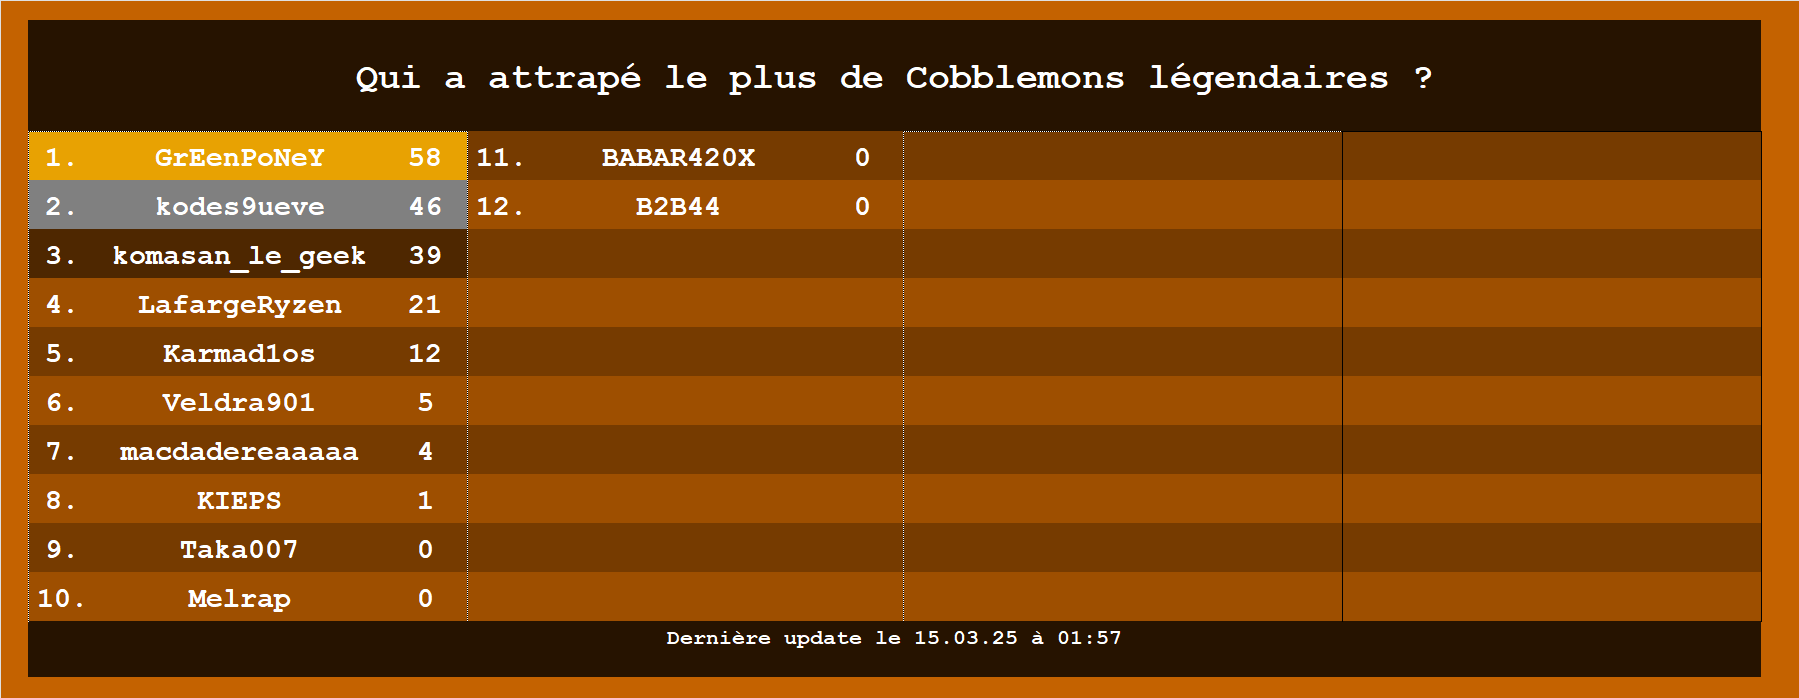 Qui a attrapé le plus de Cobblemons légendaires ?
1. GrEenPoNeY 58
2. kodes9ueve 46
3. komasan_le_geek 39
4. LafargeRyzen 21
5. Karmad1os 12
6. Veldra901 5
7. macdadereaaaaa 4
8. KIEPS 1
9. Taka007 0
10. Melrap 0
11. BABAR420X 0
12. B2B44 0
Dernière update le 15.03.25 à 01:57